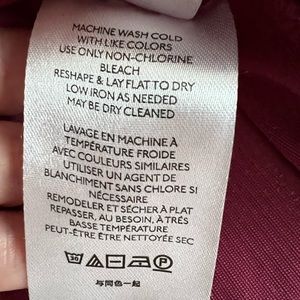 MACHINE WASH COLD
WITH LIKE COLORS
USE ONLY NON-CHLORINE
BLEACH
RESHAPE & LAY FLAT TO DRY
LOW IRON AS NEEDED
MAY BE DRY CLEANED
LAVAGE EN MACHINE À
TEMPÉRATURE FROIDE
AVEC COULEURS SIMILAIRES
UTILISER UN AGENT DE
BLANCHIMENT SANS CHLORE SI
NÉCESSAIRE
REMODELER ET SÉCHER À PLAT
REPASSER, AU BESOIN, À TRÈS
BASSE TEMPÉRATURE
PEUT-ÊTRE ÊTRE NETTOYÉE SEC
30 P
与同色一起